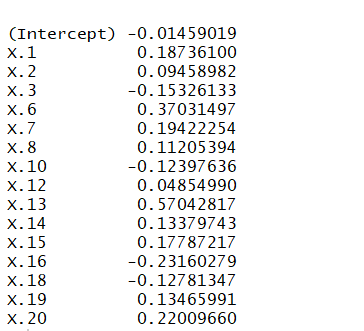 (Intercept) -0.01459019
X.1 0.18736100
X.2 0.09458982
X.3 -0.15326133
X.6 0.37031497
X.7 0.19422254
X.8 0.11205394
X.10 -0.12397636
X.12 0.04854990
X.13 0.57042817
X.14 0.13379743
X.15 0.17787217
X.16 -0.23160279
X.18 -0.12781347
X.19 0.13465991
X.20 0.22009660